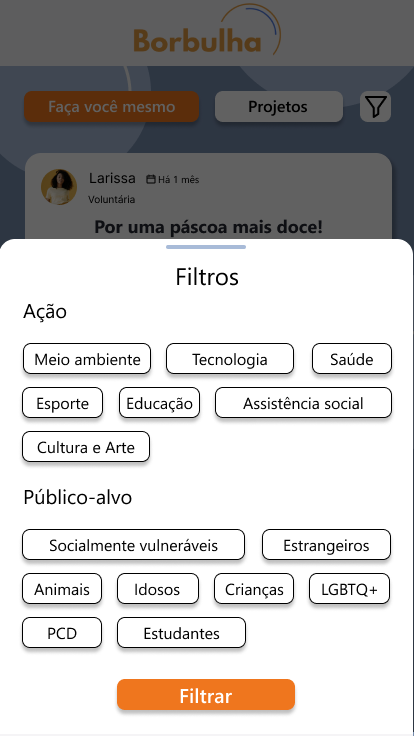 Borbulha
Faça você mesmo
Projetos
Larissa Há 1 mês
Voluntária
Por uma páscoa mais doce!
Filtros
Ação
Meio ambiente Tecnologia Saúde
Esporte Educação Assistência social
Cultura e Arte
Público-alvo
Socialmente vulneráveis Estrangeiros
Animais Idosos Crianças LGBTQ+
PCD Estudantes
Filtrar